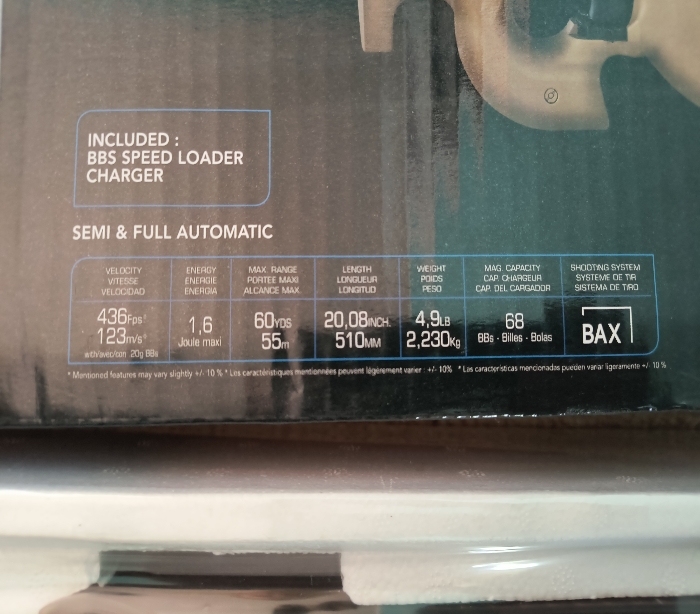 INCLUDED :
BBS SPEED LOADER
CHARGER
SEMI & FULL AUTOMATIC
VELOCITY
VITESSE
VELOCIDAD
436Fps*
123m/s*
with/avec/con 20g BBs
ENERGY
ENERGIE
ENERGIA
1,6
Joule maxi
MAX. RANGE
PORTEE MAXI
ALCANCE MAX.
60YDS
55m
LENGTH
LONGUEUR
LONGITUD
20,08INCH.
510MM
WEIGHT
POIDS
PESO
4,9LB
2,230Kg
MAG. CAPACITY
CAP. CHARGEUR
CAP. DEL CARGADOR
68
BBs - Billes - Bolas
SHOOTING SYSTEM
SYSTEME DE TIR
SISTEMA DE TIRO
BAX
* Mentioned features may vary slightly +/- 10 % * Les caractéristiques mentionnées peuvent légèrement varier : +/- 10% * Las características mencionadas pueden variar ligeramente +/- 10 %